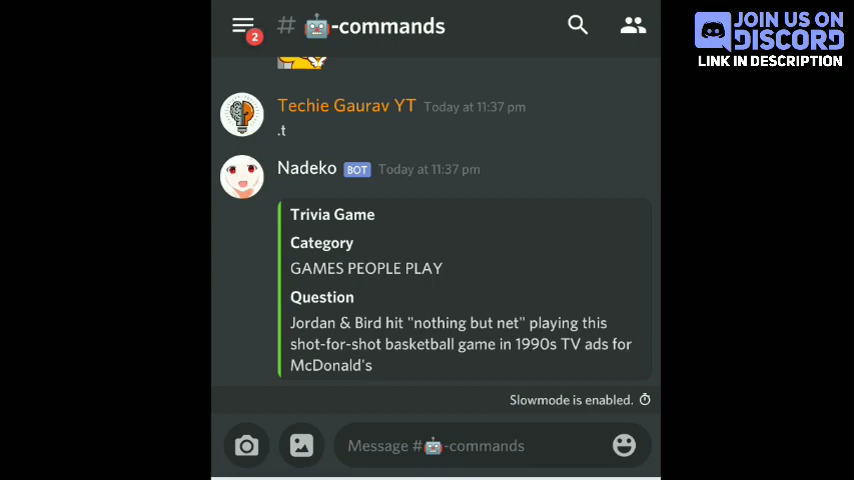 # 🤖-commands
2
JOIN US ON
DISCORD
LINK IN DESCRIPTION
Techie Gaurav YT Today at 11:37 pm
.t
Nadeko BOT Today at 11:37 pm
Trivia Game
Category
GAMES PEOPLE PLAY
Question
Jordan & Bird hit "nothing but net" playing this
shot-for-shot basketball game in 1990s TV ads for
McDonald's
Slowmode is enabled.
Message #🤖-commands